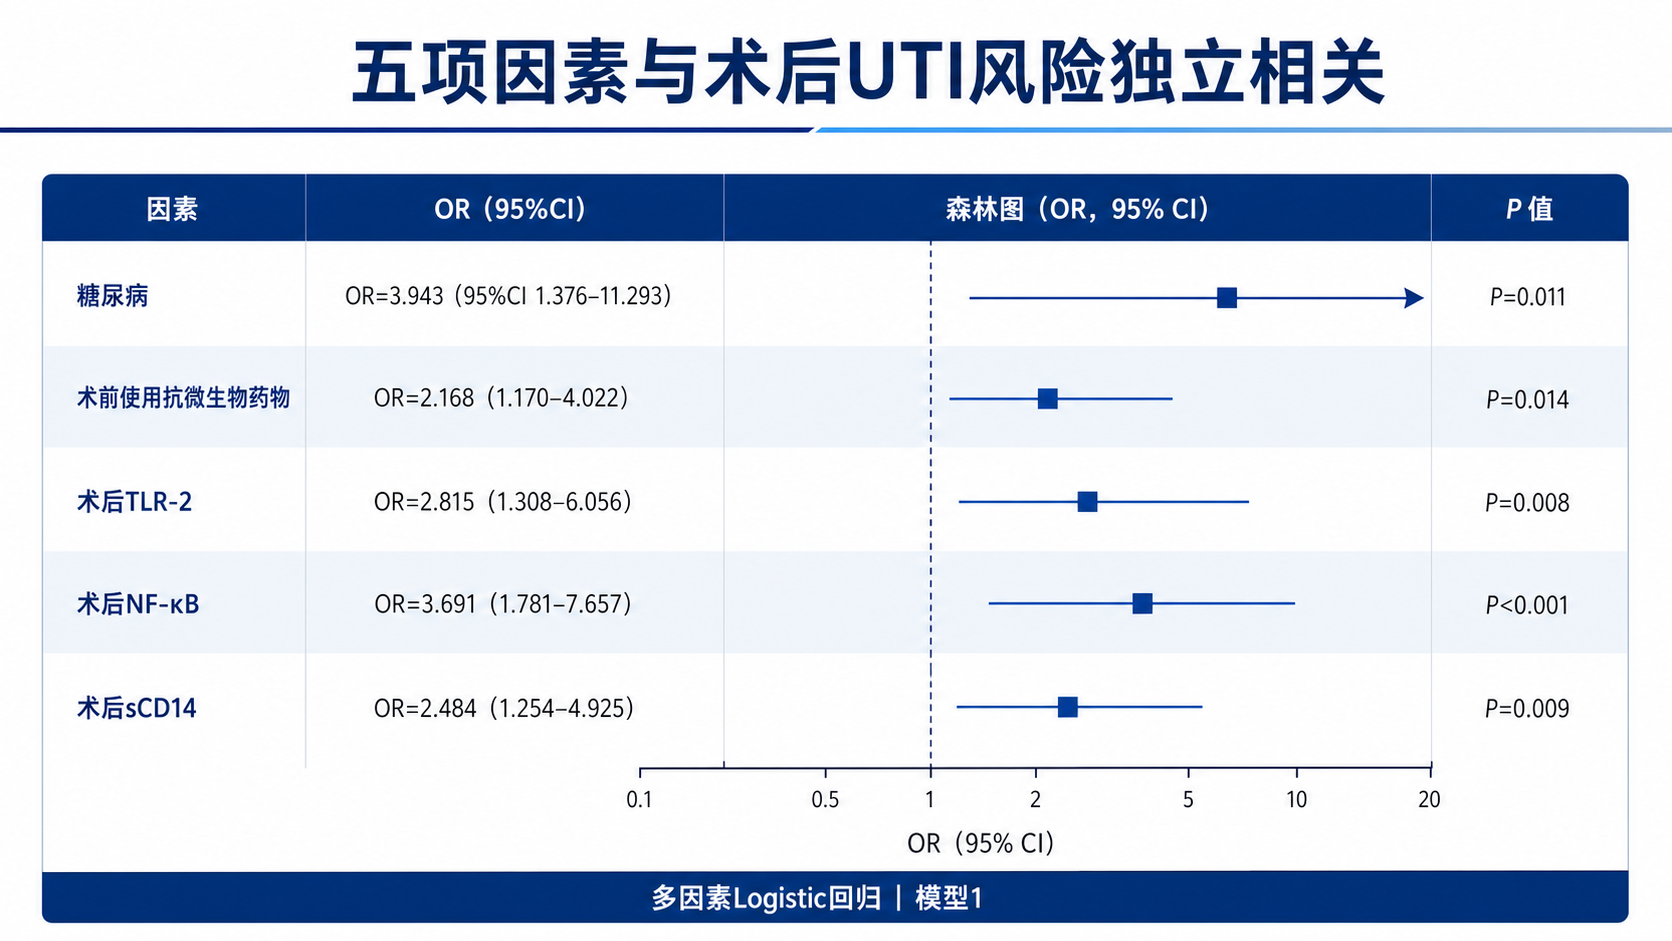 五项因素与术后UTI风险独立相关
因素 OR（95%CI） 森林图（OR，95% CI） P 值
糖尿病 OR=3.943（95%CI 1.376–11.293） P=0.011
术前使用抗微生物药物 OR=2.168（1.170–4.022） P=0.014
术后TLR-2 OR=2.815（1.308–6.056） P=0.008
术后NF-κB OR=3.691（1.781–7.657） P<0.001
术后sCD14 OR=2.484（1.254–4.925） P=0.009
0.1 0.5 1 2 5 10 20
OR（95% CI）
多因素Logistic回归｜模型1